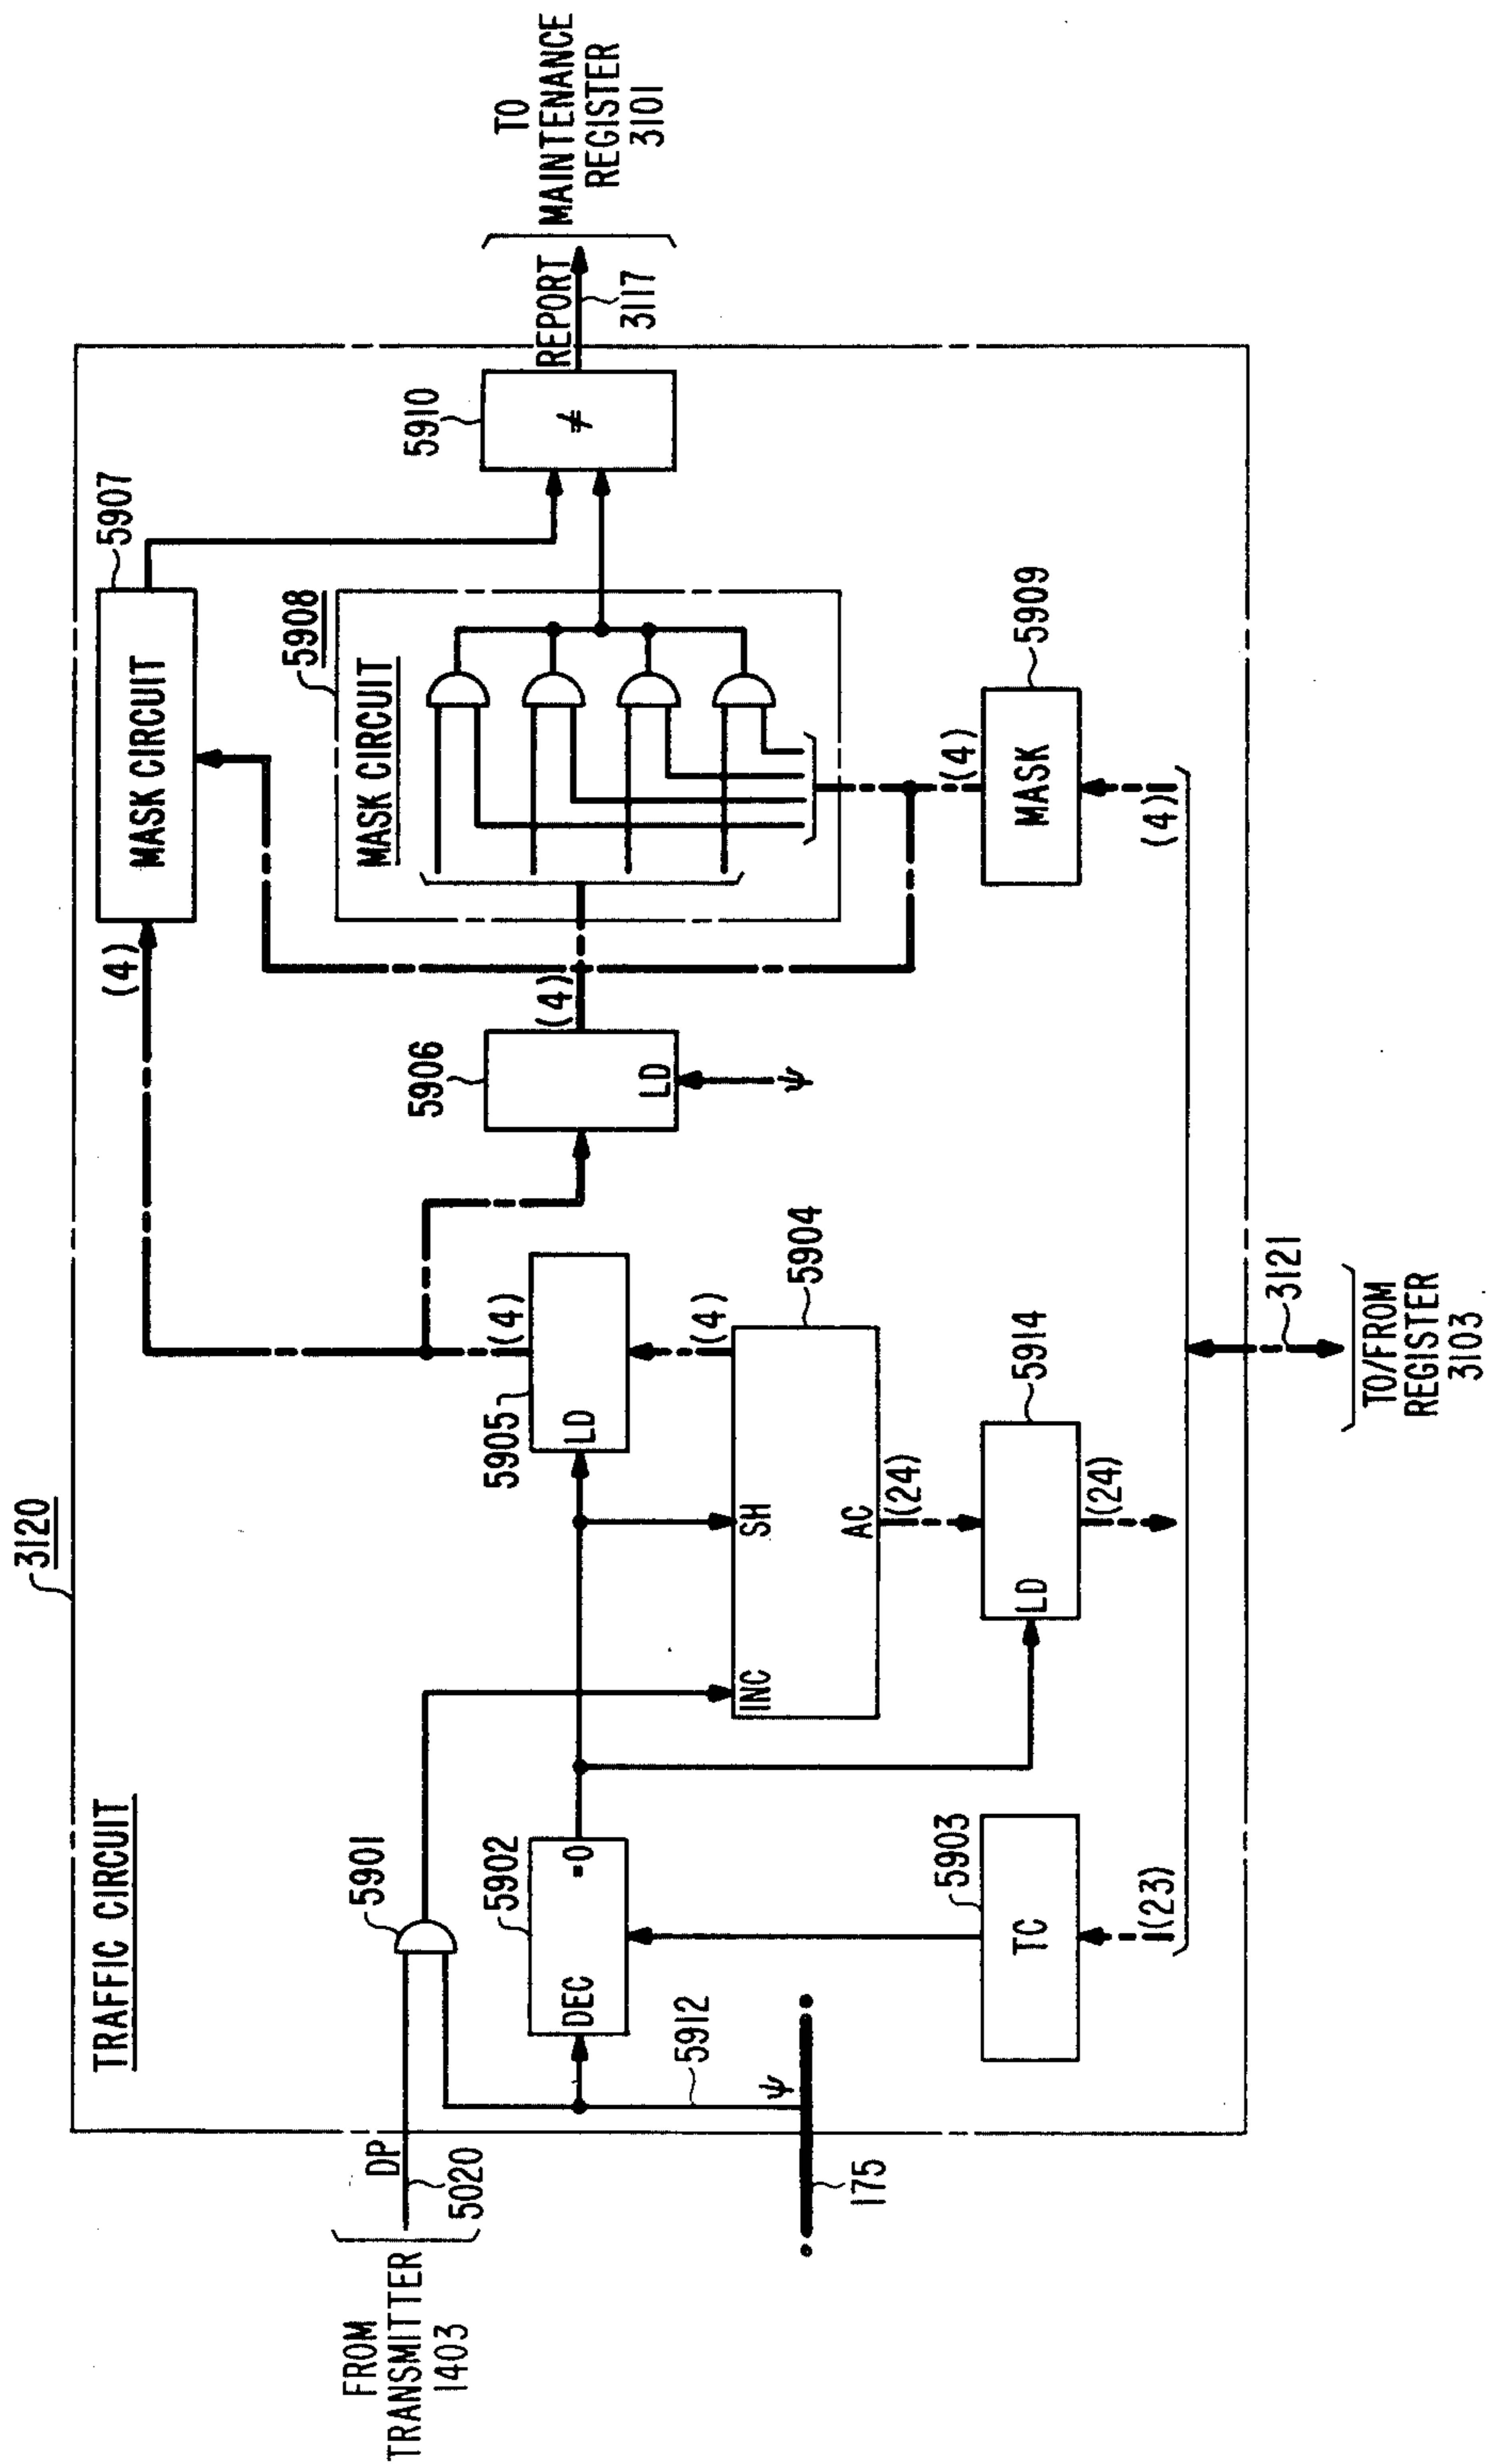 3120
TRAFFIC CIRCUIT
FROM
TRANSMITTER
1403
DP
5020
175
ψ
5912
5901
5902
DEC
=0
5903
TC
(23)
INC
SH
AC
5904
(24)
5914
LD
(24)
5905
LD
(4)
(4)
5906
LD
ψ
(4)
(4)
5907
MASK CIRCUIT
5908
MASK CIRCUIT
5909
MASK
(4)
(4)
5910
≠
REPORT
3117
TO
MAINTENANCE
REGISTER
3101
3121
TO/FROM
REGISTER
3103